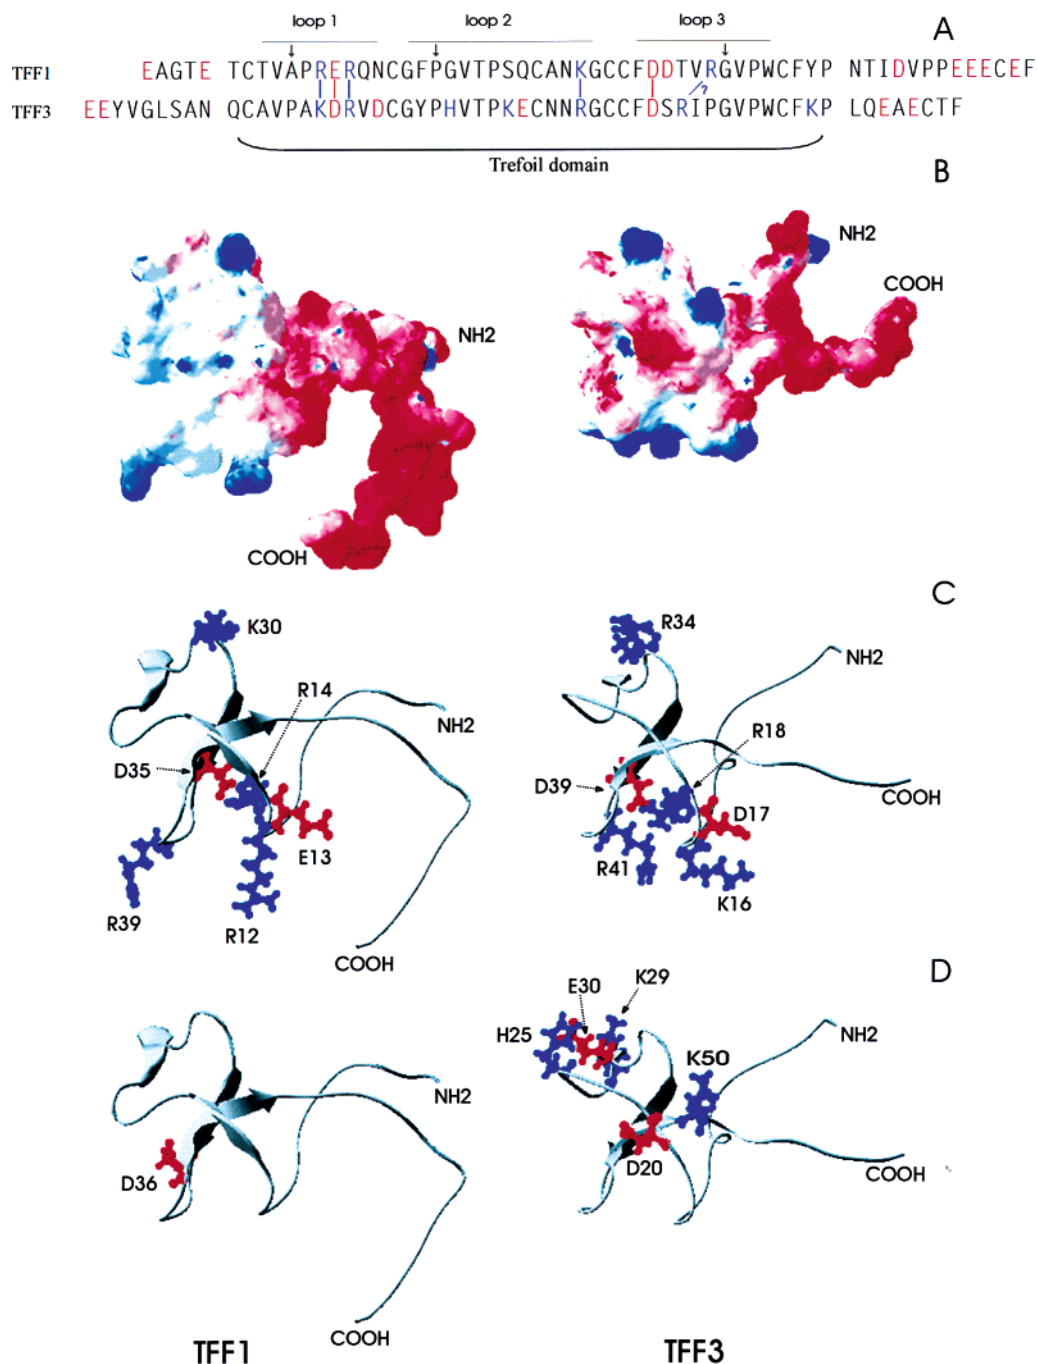 loop 1 loop 2 loop 3 A
TFF1 EAGTE TCTVAPRERQNCGFPGVTPSQCANKGCCFDDTVRGVPWCFYP NTIDVPPEEECEF
?
TFF3 EEYVGLSAN QCAVPAKDRVDCGYPHVTPKECNNRGCCFDSRIPGVPWCFKP LQEAECTF
Trefoil domain
B
NH2
COOH
NH2
COOH
C
K30
R34
NH2
R14
NH2
R18
D35
D39
COOH
D17
E13
R41
K16
R39
R12
COOH
D
E30
K29
H25
NH2
K50
NH2
D20
COOH
D36
COOH
TFF1 TFF3